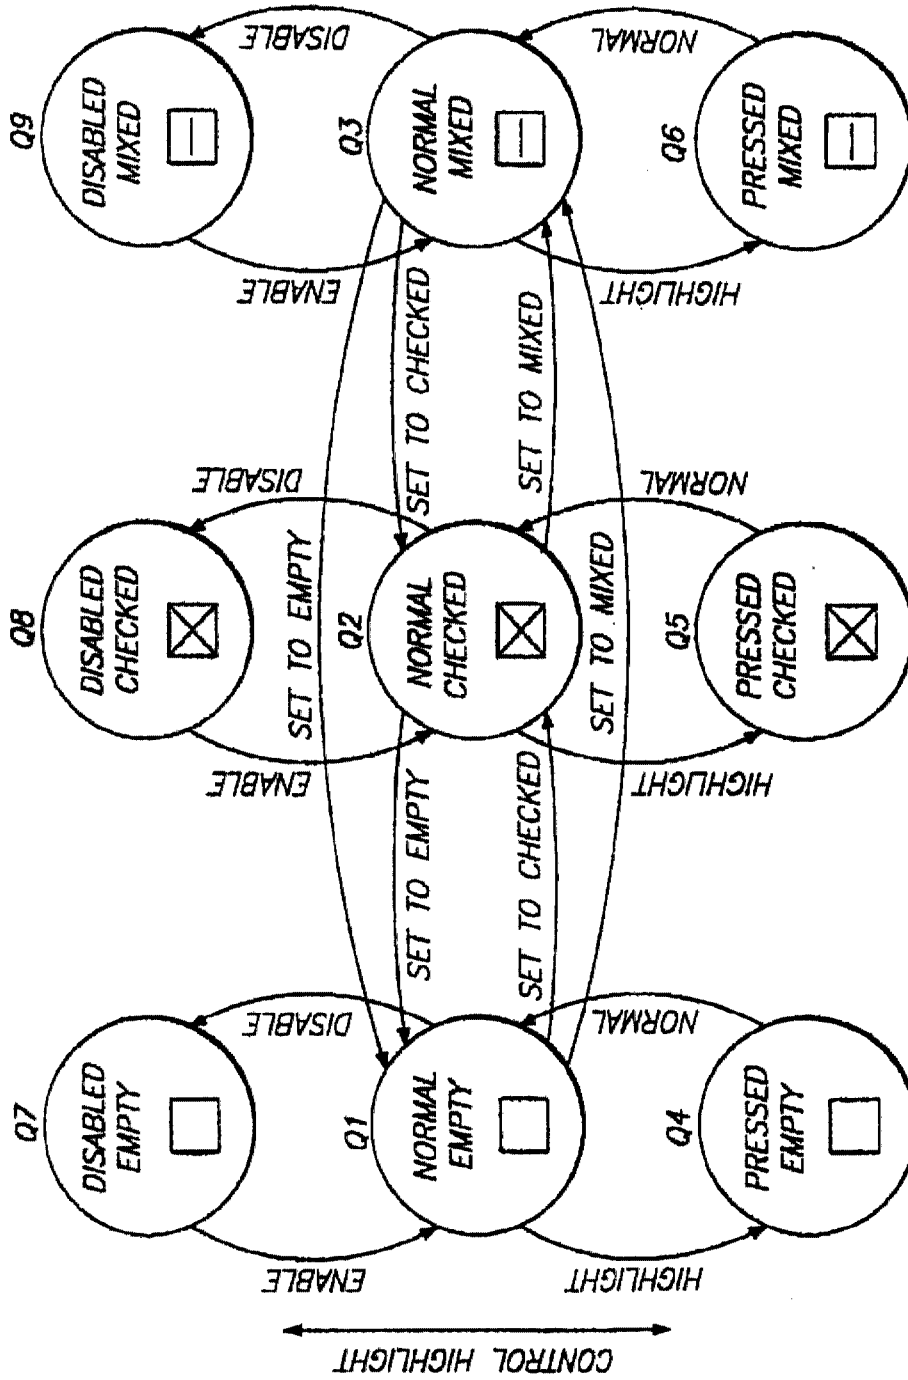 Q7
DISABLED
EMPTY
Q8
DISABLED
CHECKED
Q9
DISABLED
MIXED
ENABLE
DISABLE
ENABLE
DISABLE
ENABLE
DISABLE
SET TO EMPTY
Q1
NORMAL
EMPTY
Q2
NORMAL
CHECKED
Q3
NORMAL
MIXED
SET TO EMPTY
SET TO CHECKED
SET TO CHECKED
SET TO MIXED
SET TO MIXED
HIGHLIGHT
NORMAL
HIGHLIGHT
NORMAL
HIGHLIGHT
NORMAL
Q4
PRESSED
EMPTY
Q5
PRESSED
CHECKED
Q6
PRESSED
MIXED
CONTROL HIGHLIGHT